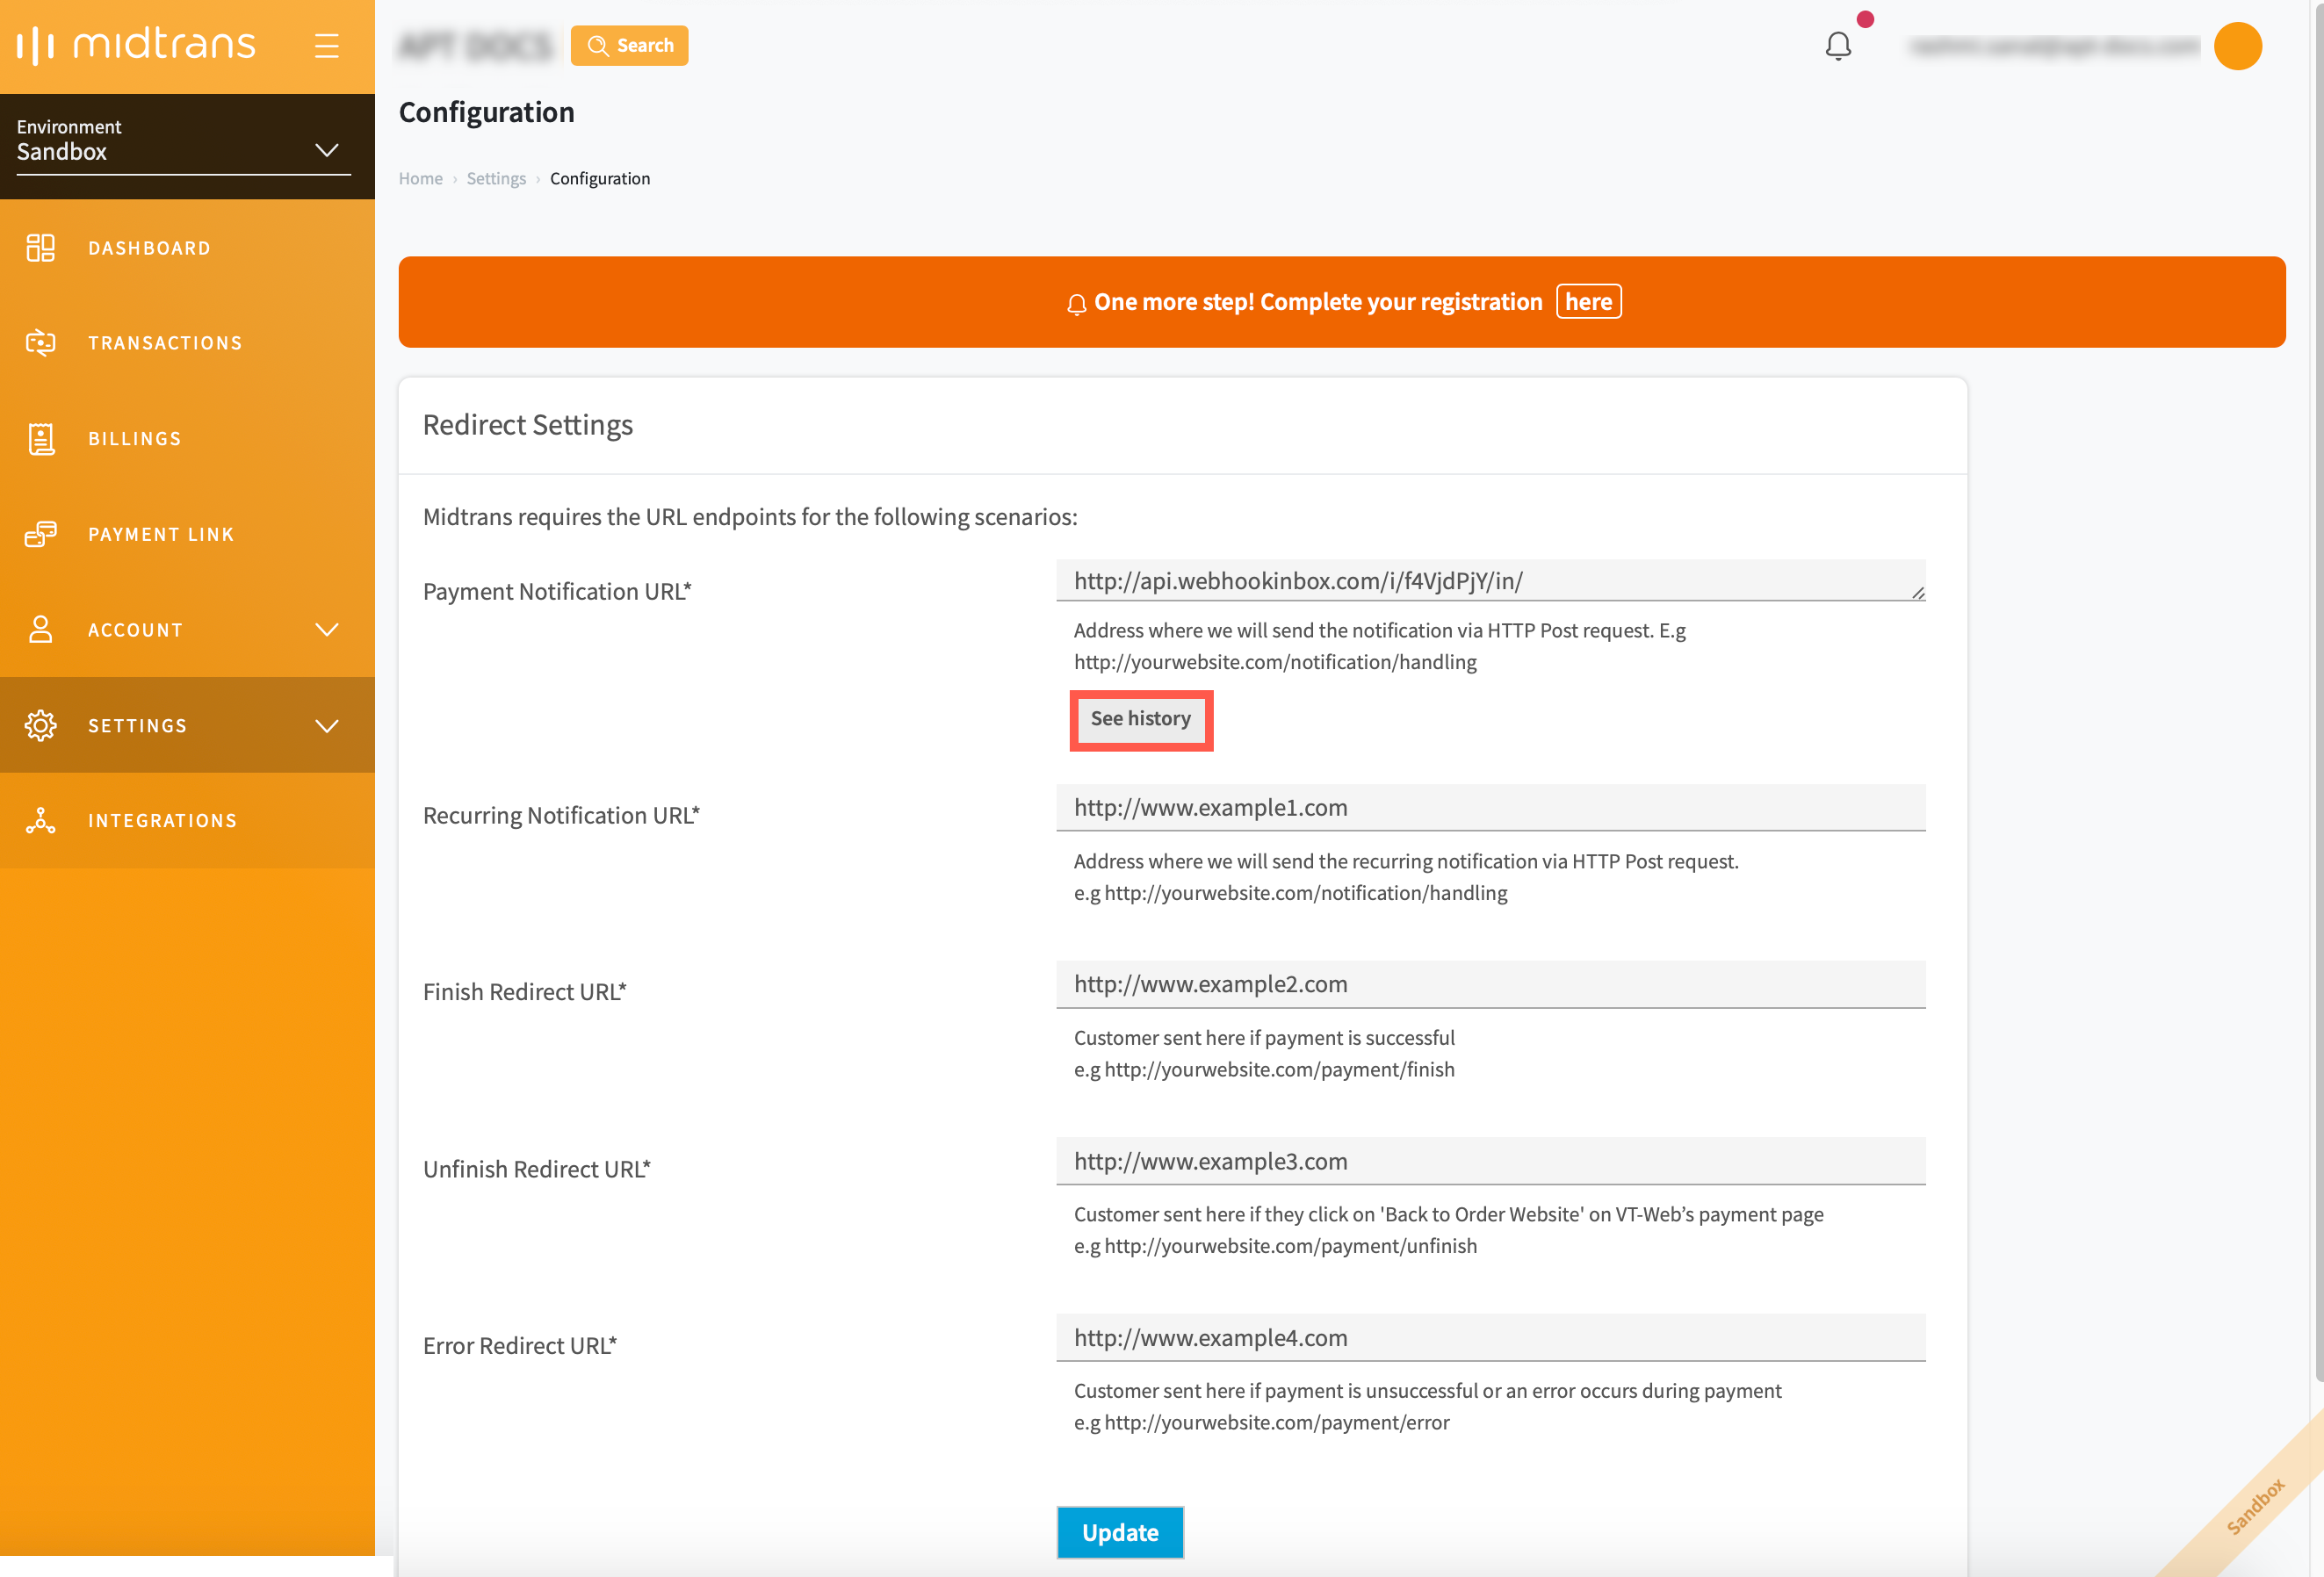 midtrans
Search
Configuration
Environment
Sandbox
Home › Settings › Configuration
DASHBOARD
TRANSACTIONS
BILLINGS
PAYMENT LINK
ACCOUNT
SETTINGS
INTEGRATIONS
One more step! Complete your registration here
Redirect Settings
Midtrans requires the URL endpoints for the following scenarios:
Payment Notification URL*
http://api.webhookinbox.com/i/f4VjdPjY/in/
Address where we will send the notification via HTTP Post request. E.g
http://yourwebsite.com/notification/handling
See history
Recurring Notification URL*
http://www.example1.com
Address where we will send the recurring notification via HTTP Post request.
e.g http://yourwebsite.com/notification/handling
Finish Redirect URL*
http://www.example2.com
Customer sent here if payment is successful
e.g http://yourwebsite.com/payment/finish
Unfinish Redirect URL*
http://www.example3.com
Customer sent here if they click on 'Back to Order Website' on VT-Web’s payment page
e.g http://yourwebsite.com/payment/unfinish
Error Redirect URL*
http://www.example4.com
Customer sent here if payment is unsuccessful or an error occurs during payment
e.g http://yourwebsite.com/payment/error
Update
Sandbox